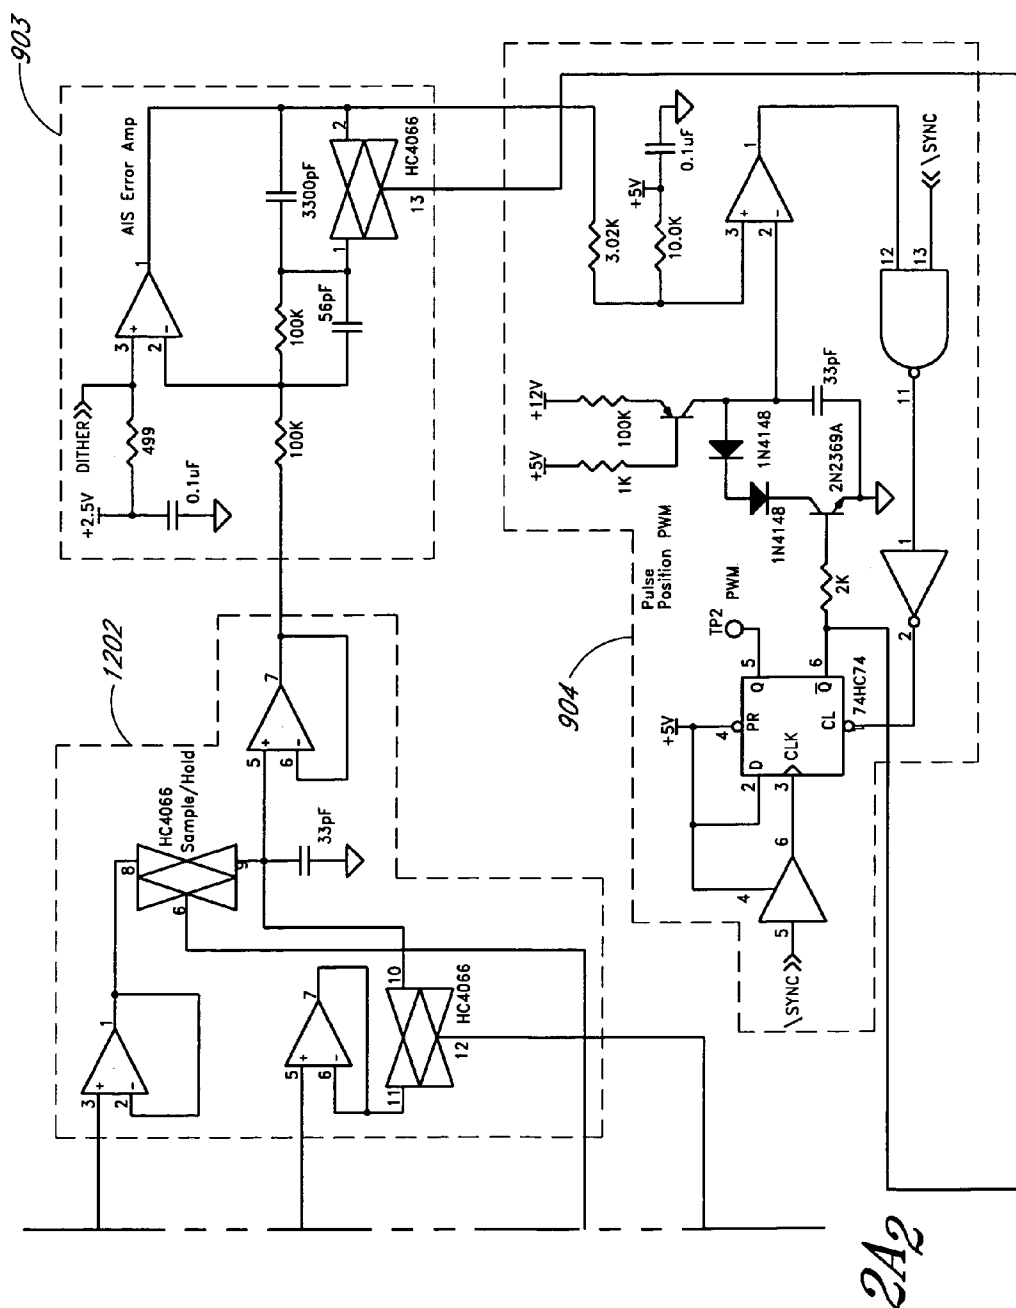 903
AIS Error Amp
DITHER
+2.5V
499
0.1uF
3
2
1
+
-
100K
100K
3300pF
56pF
1
2
HC4066
13
1202
HC4066
Sample/Hold
8
9
6
33pF
5
6
7
+
-
3
2
1
+
-
5
6
7
+
-
10
11
12
HC4066
904
Pulse
Position PWM
+5V
1K
+12V
100K
1N4148
1N4148
2N2369A
33pF
2K
3.02K
10.0K
+5V
0.1uF
3
2
1
+
-
12
13
\SYNC
11
1
2
TP2
PWM
5
6
Q
Q
PR
CL
D
CLK
4
2
3
1
74HC74
+5V
4
5
6
\SYNC
2A2